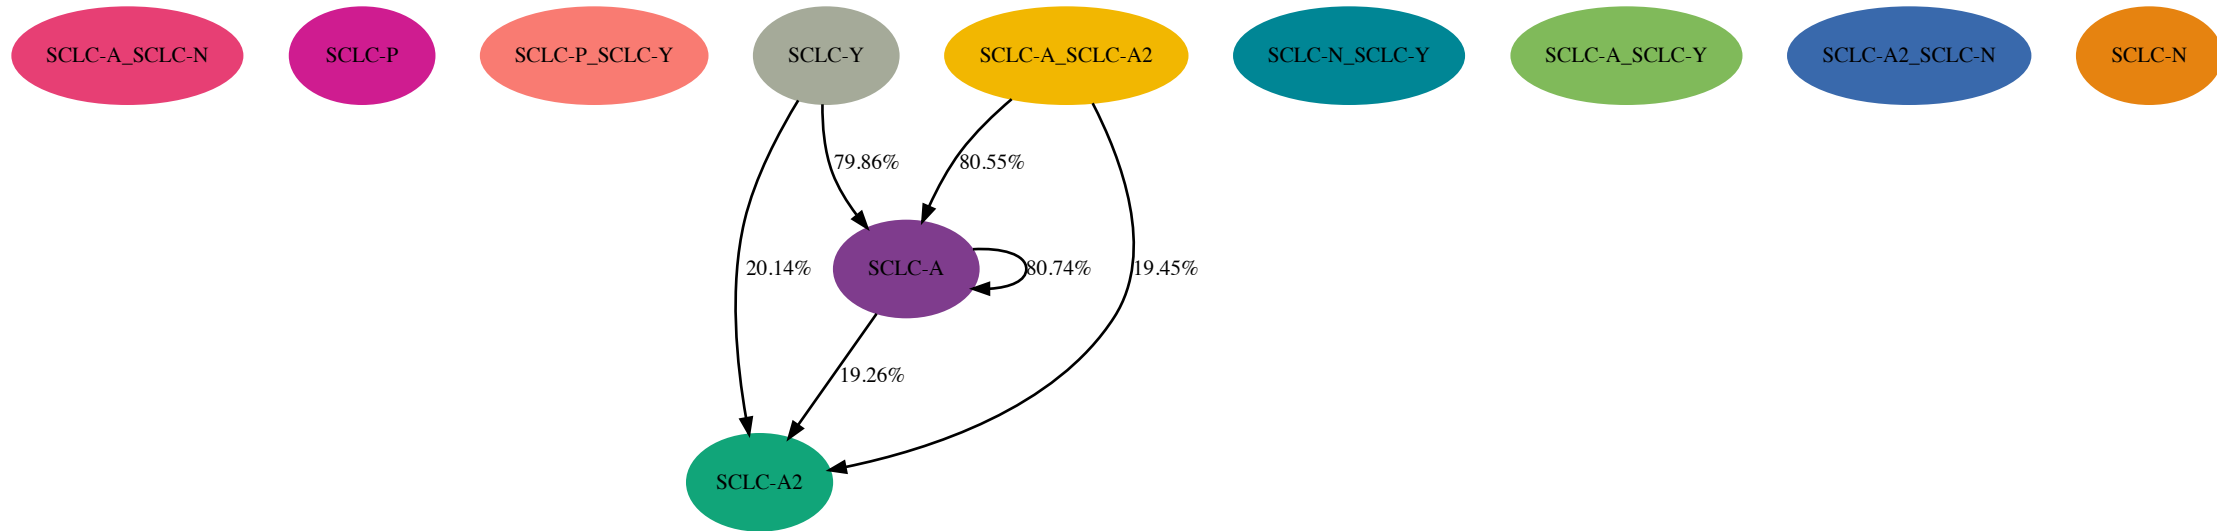 SCLC-A_SCLC-N
SCLC-P
SCLC-P_SCLC-Y
SCLC-Y
SCLC-A_SCLC-A2
SCLC-N_SCLC-Y
SCLC-A_SCLC-Y
SCLC-A2_SCLC-N
SCLC-N
79.86%
80.55%
20.14%
SCLC-A
80.74%
19.45%
19.26%
SCLC-A2